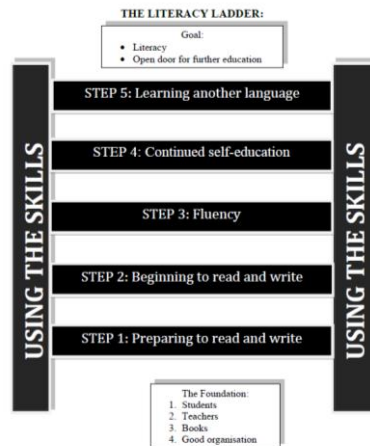 THE LITERACY LADDER:
Goal:
• Literacy
• Open door for further education
USING THE SKILLS
STEP 5: Learning another language
STEP 4: Continued self-education
STEP 3: Fluency
STEP 2: Beginning to read and write
STEP 1: Preparing to read and write
USING THE SKILLS
The Foundation:
1. Students
2. Teachers
3. Books
4. Good organisation